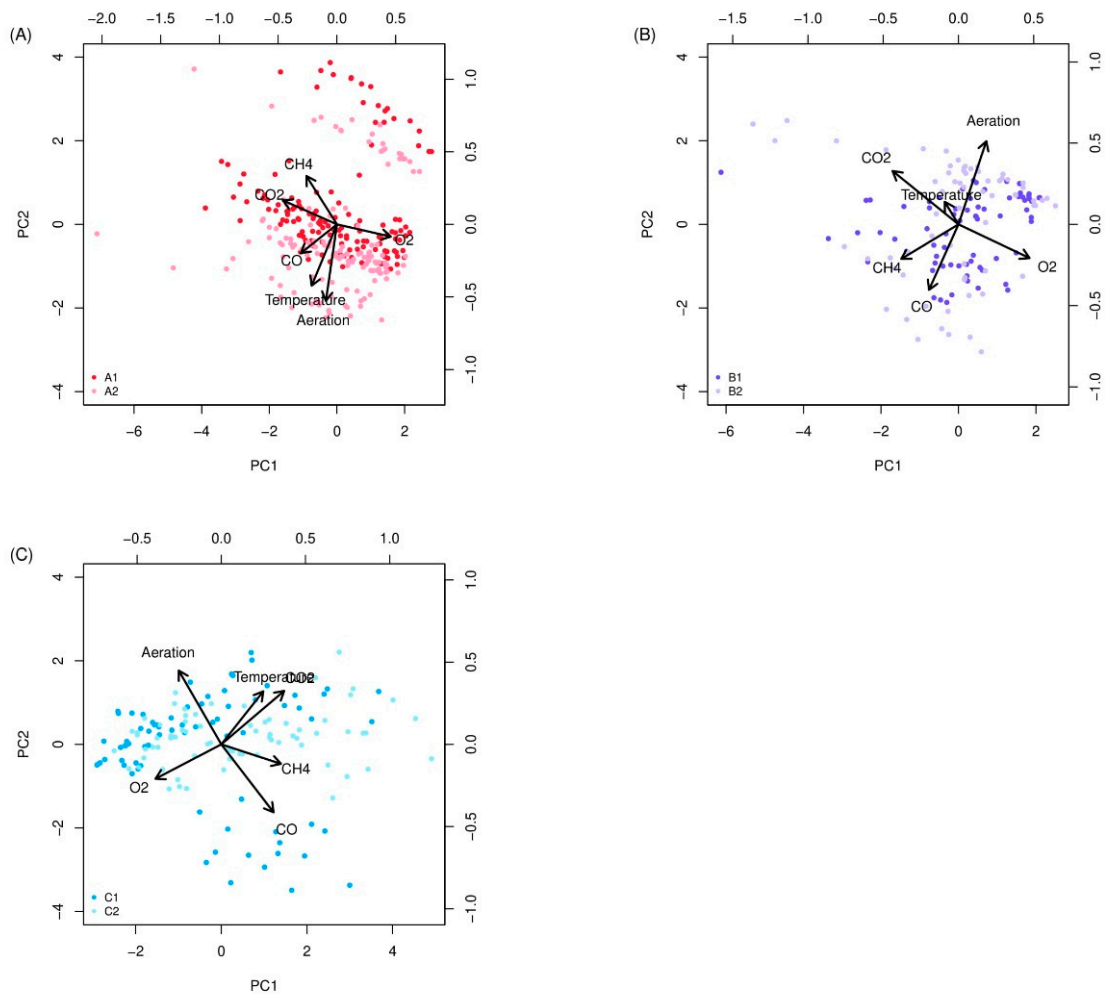 −2.0 −1.5 −1.0 −0.5 0.0 0.5
(A)
4
2
0
−2
−4
PC2
1.0
0.5
0.0
−0.5
−1.0
CH4
CO2
O2
CO
Temperature
Aeration
A1
A2
−6 −4 −2 0 2
PC1
−1.5 −1.0 −0.5 0.0 0.5
(B)
4
2
0
−2
−4
PC2
1.0
0.5
0.0
−0.5
−1.0
Aeration
CO2
Temperature
CH4
O2
CO
B1
B2
−6 −4 −2 0 2
PC1
−0.5 0.0 0.5 1.0
(C)
4
2
0
−2
−4
PC2
1.0
0.5
0.0
−0.5
−1.0
Aeration
Temperature
CO2
CH4
O2
CO
C1
C2
−2 0 2 4
PC1